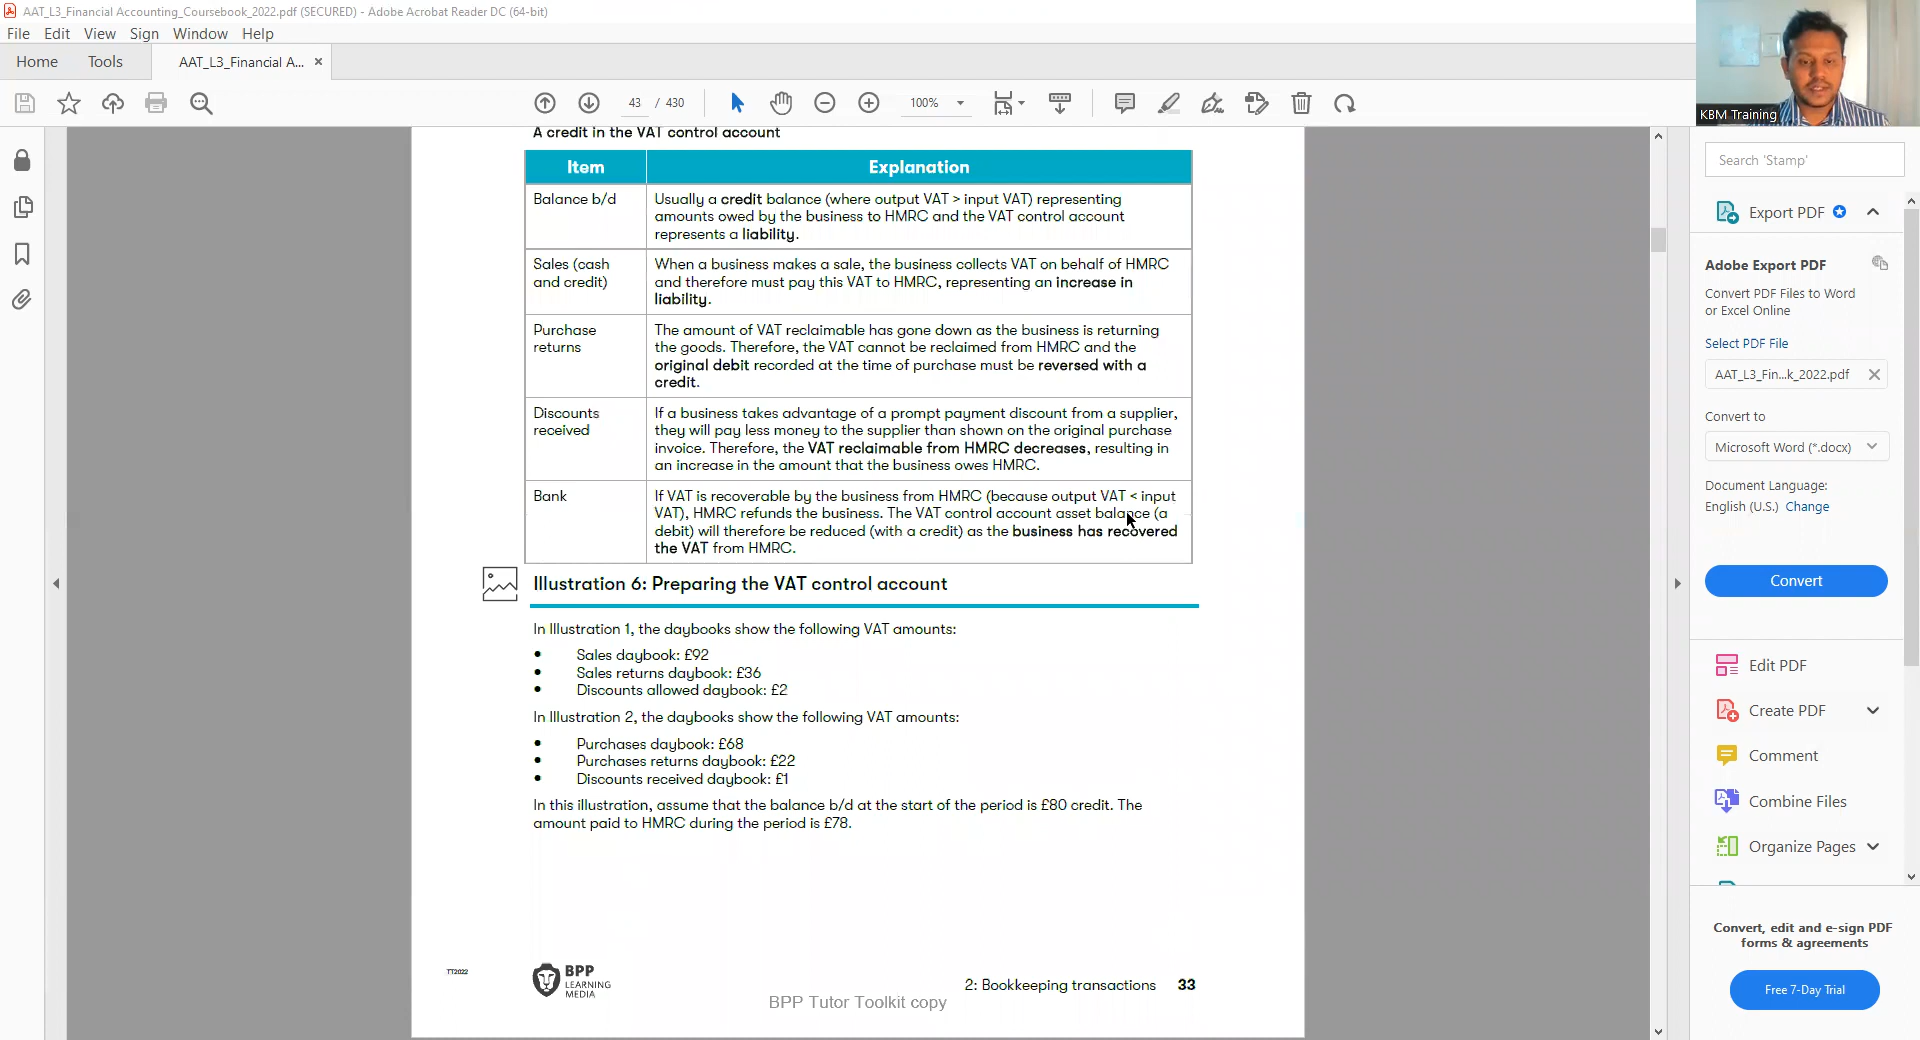 AAT_L3_Financial Accounting_Coursebook_2022.pdf (SECURED) - Adobe Acrobat Reader DC (64-bit)
File Edit View Sign Window Help
Home Tools AAT_L3_Financial A... ×
43 / 430 100%
KBM Training
A credit in the VAT control account
Item Explanation
Balance b/d
Usually a credit balance (where output VAT > input VAT) representing
amounts owed by the business to HMRC and the VAT control account
represents a liability.
Sales (cash
and credit)
When a business makes a sale, the business collects VAT on behalf of HMRC
and therefore must pay this VAT to HMRC, representing an increase in
liability.
Purchase
returns
The amount of VAT reclaimable has gone down as the business is returning
the goods. Therefore, the VAT cannot be reclaimed from HMRC and the
original debit recorded at the time of purchase must be reversed with a
credit.
Discounts
received
If a business takes advantage of a prompt payment discount from a supplier,
they will pay less money to the supplier than shown on the original purchase
invoice. Therefore, the VAT reclaimable from HMRC decreases, resulting in
an increase in the amount that the business owes HMRC.
Bank
If VAT is recoverable by the business from HMRC (because output VAT < input
VAT), HMRC refunds the business. The VAT control account asset balance (a
debit) will therefore be reduced (with a credit) as the business has recovered
the VAT from HMRC.
Illustration 6: Preparing the VAT control account
In Illustration 1, the daybooks show the following VAT amounts:
• Sales daybook: £92
• Sales returns daybook: £36
• Discounts allowed daybook: £2
In Illustration 2, the daybooks show the following VAT amounts:
• Purchases daybook: £68
• Purchases returns daybook: £22
• Discounts received daybook: £1
In this illustration, assume that the balance b/d at the start of the period is £80 credit. The
amount paid to HMRC during the period is £78.
TT2022
BPP
LEARNING
MEDIA
2: Bookkeeping transactions 33
BPP Tutor Toolkit copy
Search 'Stamp'
Export PDF
Adobe Export PDF
Convert PDF Files to Word
or Excel Online
Select PDF File
AAT_L3_Fin...k_2022.pdf ×
Convert to
Microsoft Word (*.docx)
Document Language:
English (U.S.) Change
Convert
Edit PDF
Create PDF
Comment
Combine Files
Organize Pages
Convert, edit and e-sign PDF
forms & agreements
Free 7-Day Trial